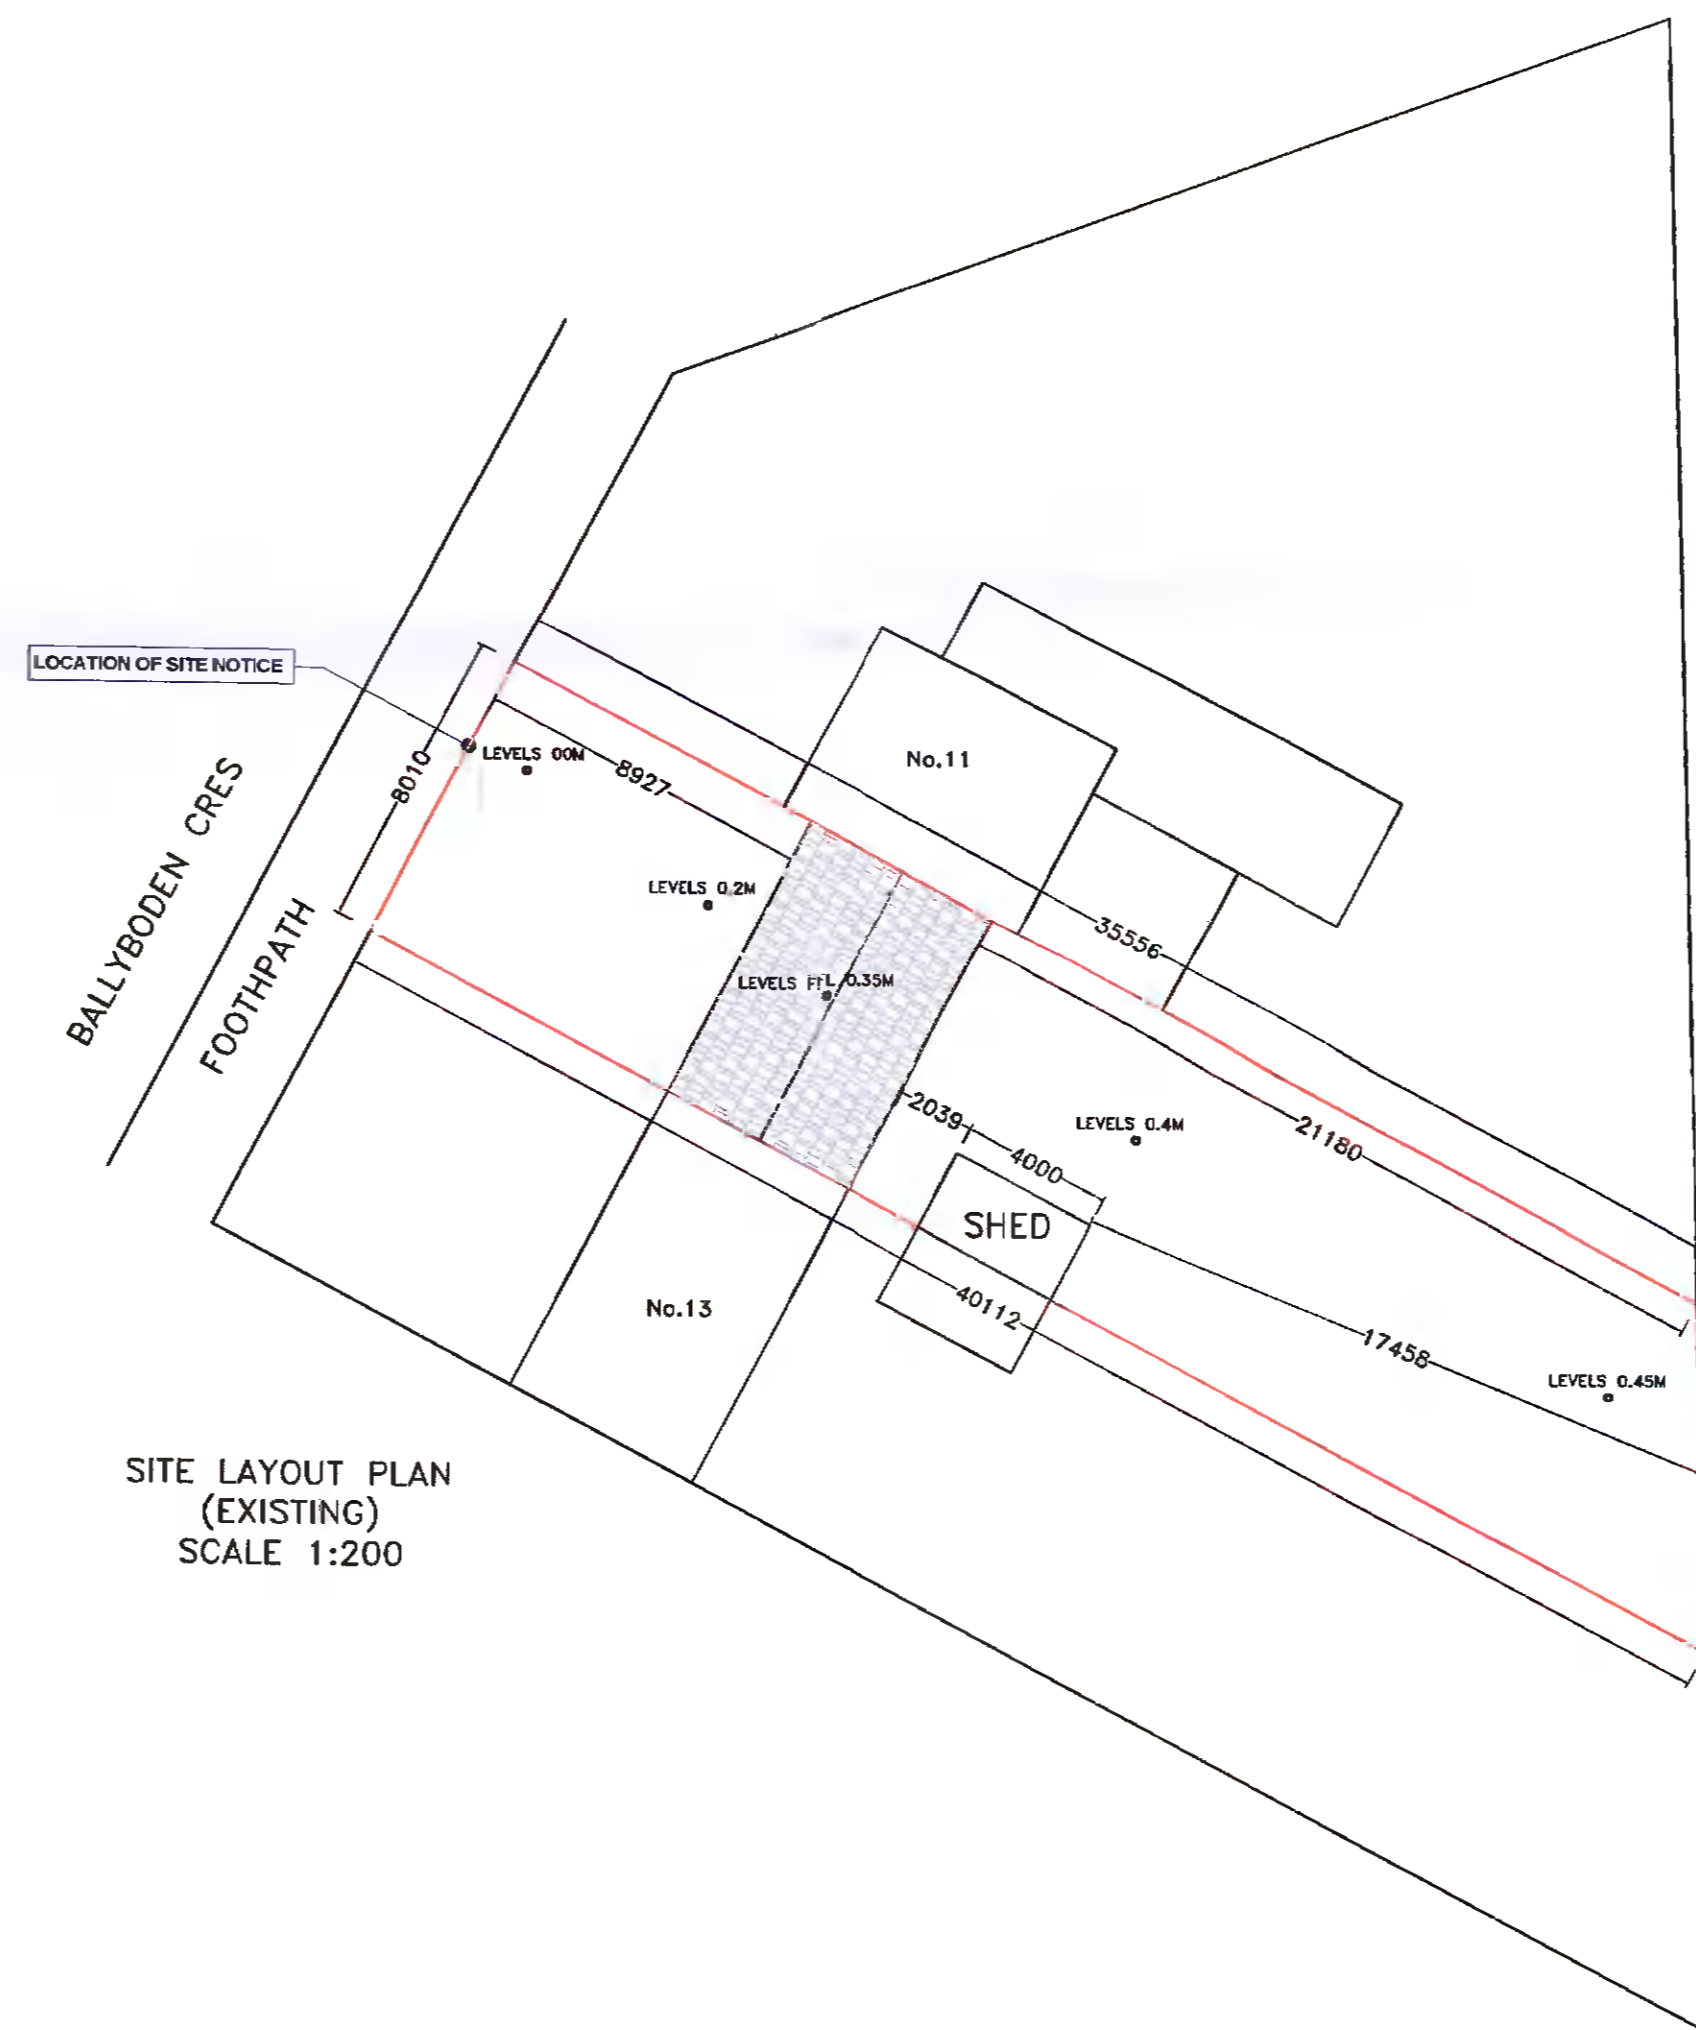 LOCATION OF SITE NOTICE
BALLYBODEN CRES
FOOTHPATH
8010
LEVELS 00M
8927
No.11
LEVELS 0.2M
35556
LEVELS FFL 0.35M
2039
4000
LEVELS 0.4M
21180
SHED
No.13
40112
17458
LEVELS 0.45M
SITE LAYOUT PLAN
(EXISTING)
SCALE 1:200